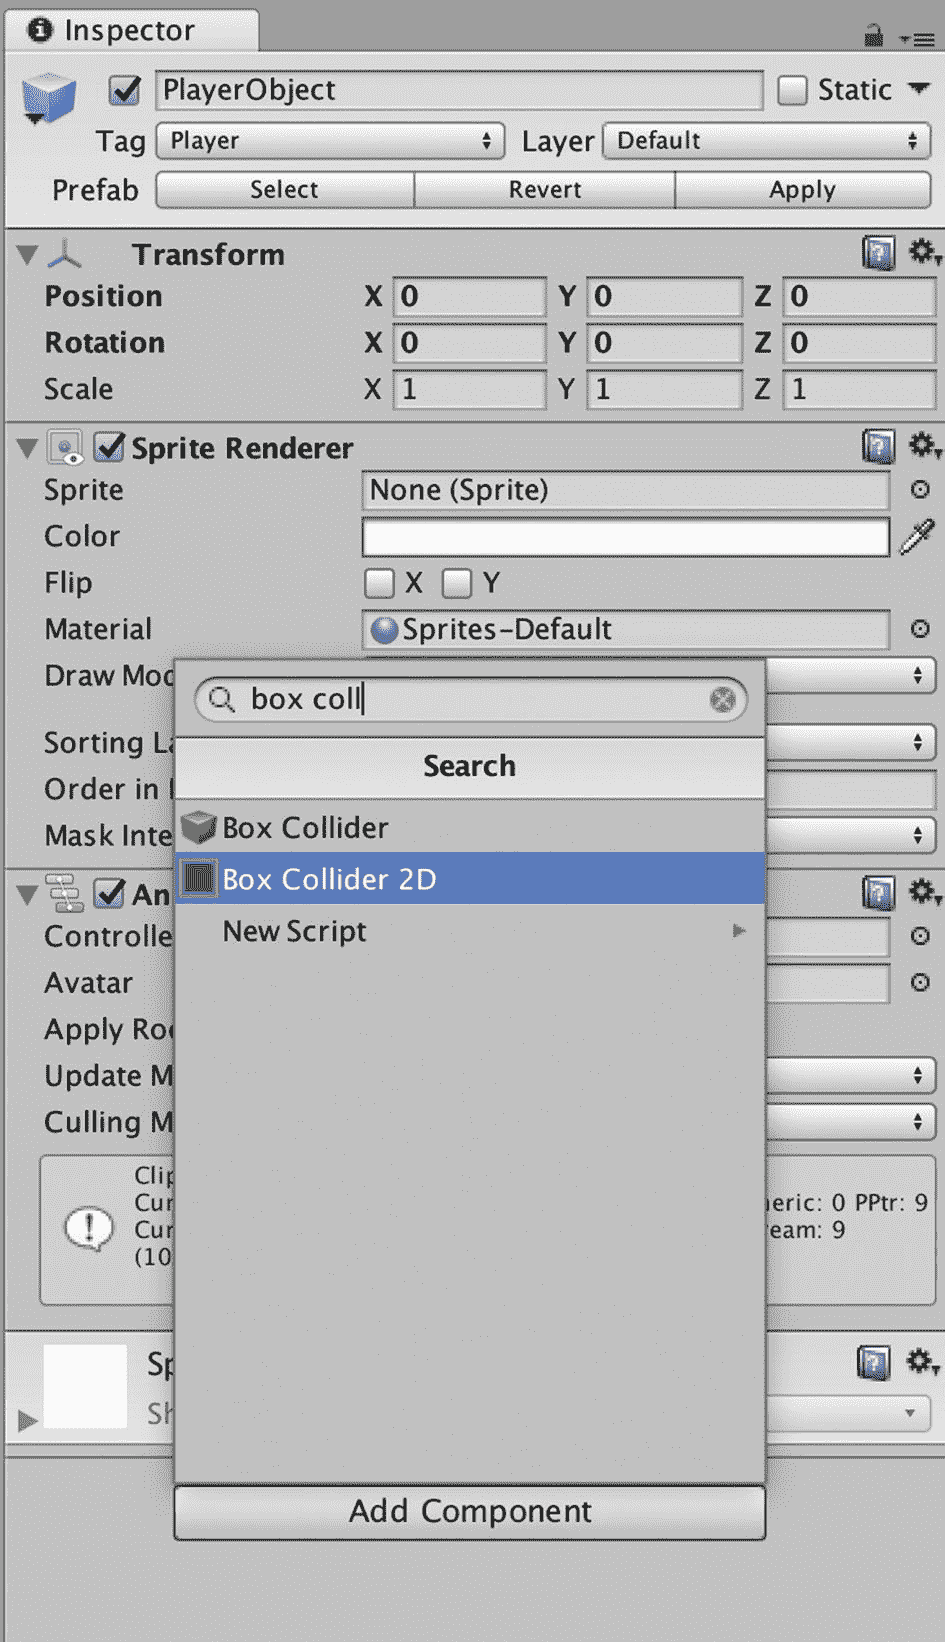 Inspector
PlayerObject Static
Tag Player Layer Default
Prefab Select Revert Apply
Transform
Position X 0 Y 0 Z 0
Rotation X 0 Y 0 Z 0
Scale X 1 Y 1 Z 1
Sprite Renderer
Sprite None (Sprite)
Color
Flip X Y
Material Sprites-Default
Draw Mod
box coll
Sorting La
Search
Order in
Box Collider
Mask Inte
Box Collider 2D
An
New Script
Controlle
Avatar
Apply Roo
Update M
Culling M
Clip
Cur neric: 0 PPtr: 9
Cur eam: 9
(10
Sp
Sh
Add Component